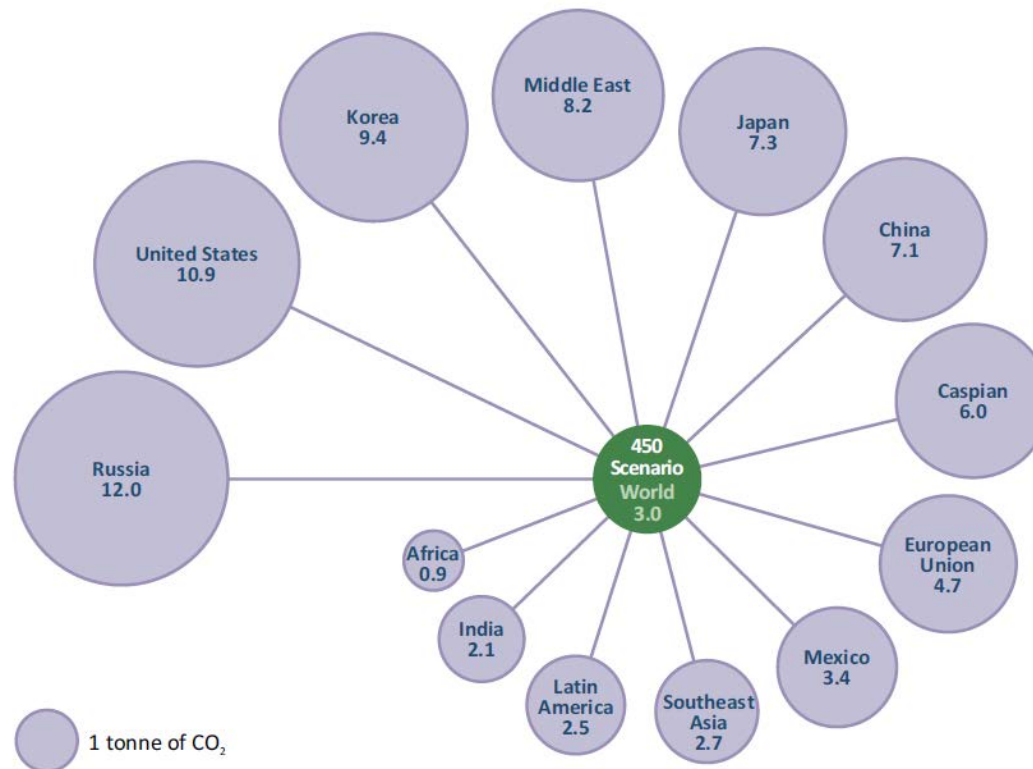 Middle East
8.2
Korea
9.4
Japan
7.3
United States
10.9
China
7.1
Caspian
6.0
Russia
12.0
450
Scenario
World
3.0
European
Union
4.7
Africa
0.9
India
2.1
Mexico
3.4
Latin
America
2.5
Southeast
Asia
2.7
1 tonne of CO₂